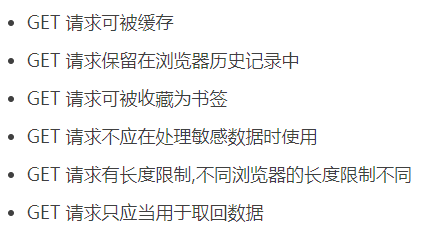 GET 请求可被缓存
GET 请求保留在浏览器历史记录中
GET 请求可被收藏为书签
GET 请求不应在处理敏感数据时使用
GET 请求有长度限制,不同浏览器的长度限制不同
GET 请求只应当用于取回数据